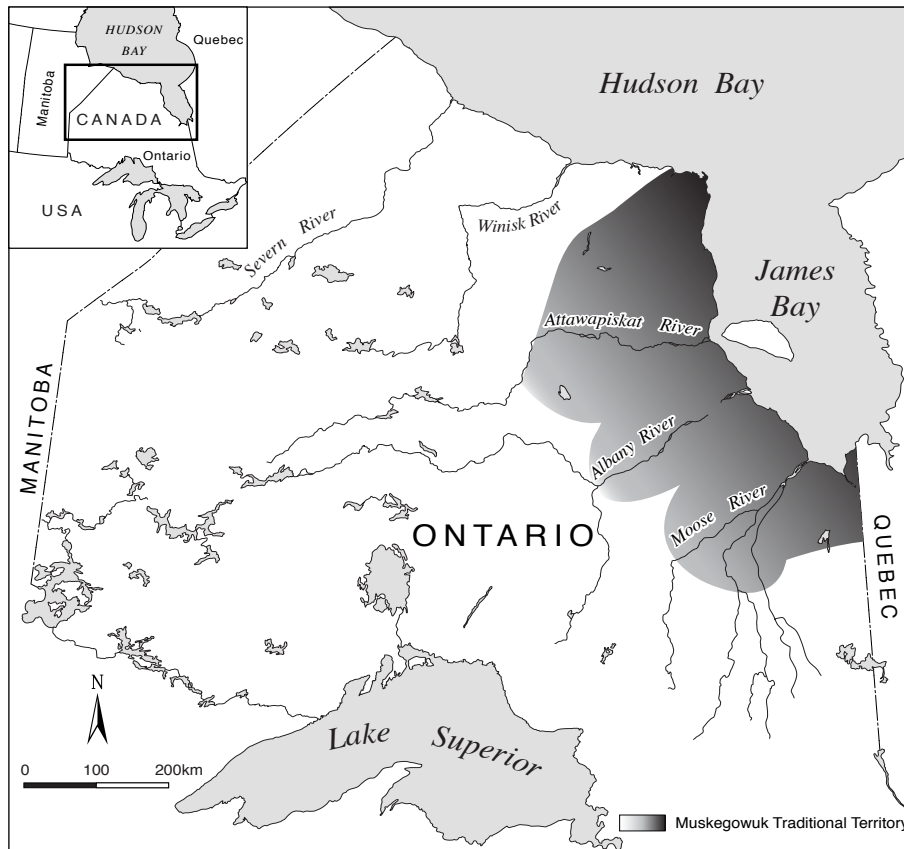 HUDSON
BAY
Quebec
Manitoba
CANADA
Ontario
USA
Hudson Bay
Severn River
Winisk River
James
Bay
Attawapiskat River
MANITOBA
Albany River
Moose River
ONTARIO
QUEBEC
N
Lake Superior
0 100 200km
Muskegowuk Traditional Territory